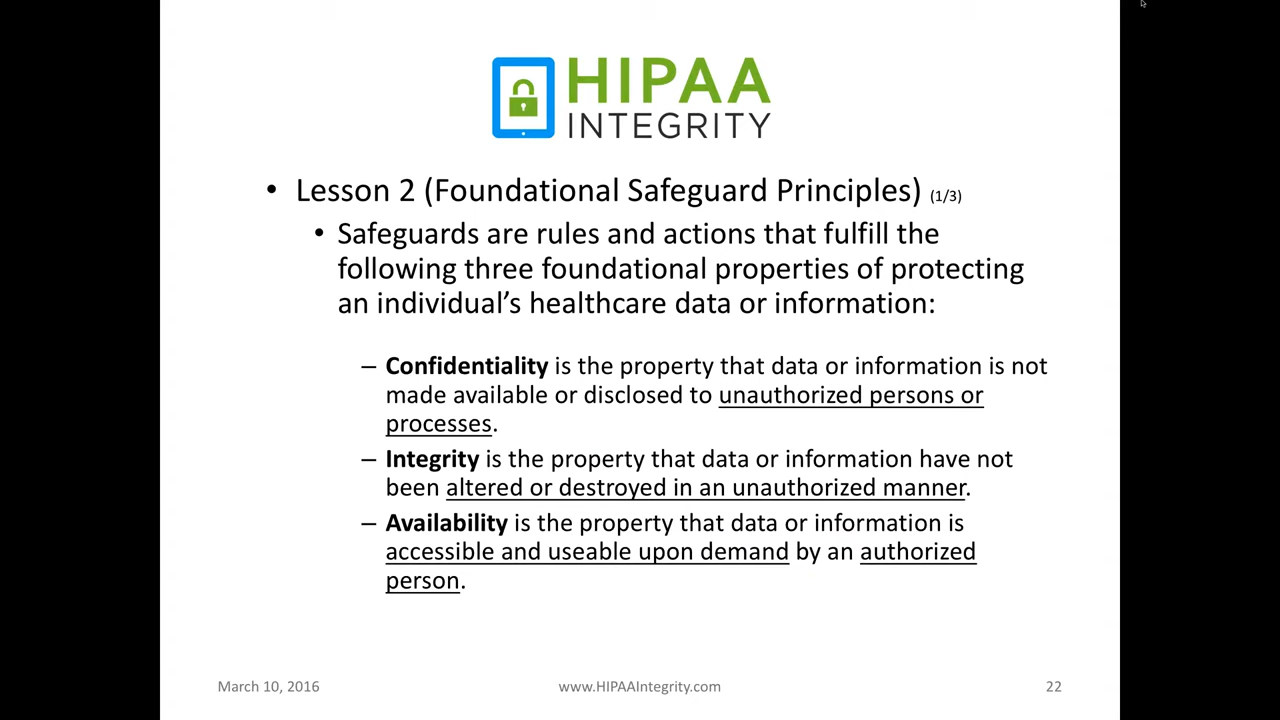 HIPAA
INTEGRITY
• Lesson 2 (Foundational Safeguard Principles) (1/3)
• Safeguards are rules and actions that fulfill the
following three foundational properties of protecting
an individual’s healthcare data or information:
– Confidentiality is the property that data or information is not
made available or disclosed to unauthorized persons or
processes.
– Integrity is the property that data or information have not
been altered or destroyed in an unauthorized manner.
– Availability is the property that data or information is
accessible and useable upon demand by an authorized
person.
March 10, 2016
www.HIPAAIntegrity.com
22